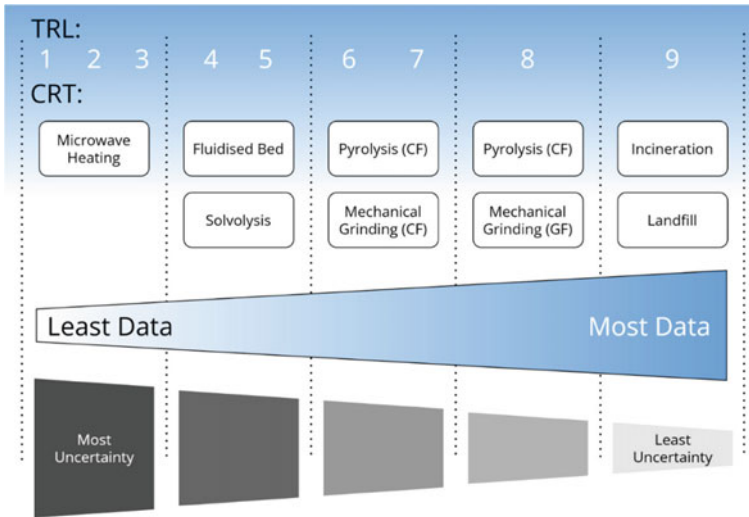 TRL:
1 2 3 4 5 6 7 8 9
CRT:
Microwave
Heating
Fluidised Bed
Pyrolysis (CF)
Pyrolysis (CF)
Incineration
Solvolysis
Mechanical
Grinding (CF)
Mechanical
Grinding (GF)
Landfill
Least Data
Most Data
Most
Uncertainty
Least
Uncertainty